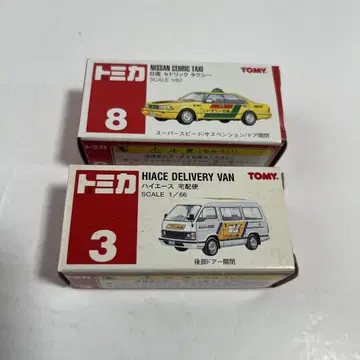 トミカ
8
NISSAN CEDRIC TAXI
日産 セドリック タクシー
SCALE 1/62
TOMY
スーパースピード/サスペンション/ドア開閉
トミカ
3
HIACE DELIVERY VAN
ハイエース 宅配便
SCALE 1/66
TOMY
後部ドアー開閉